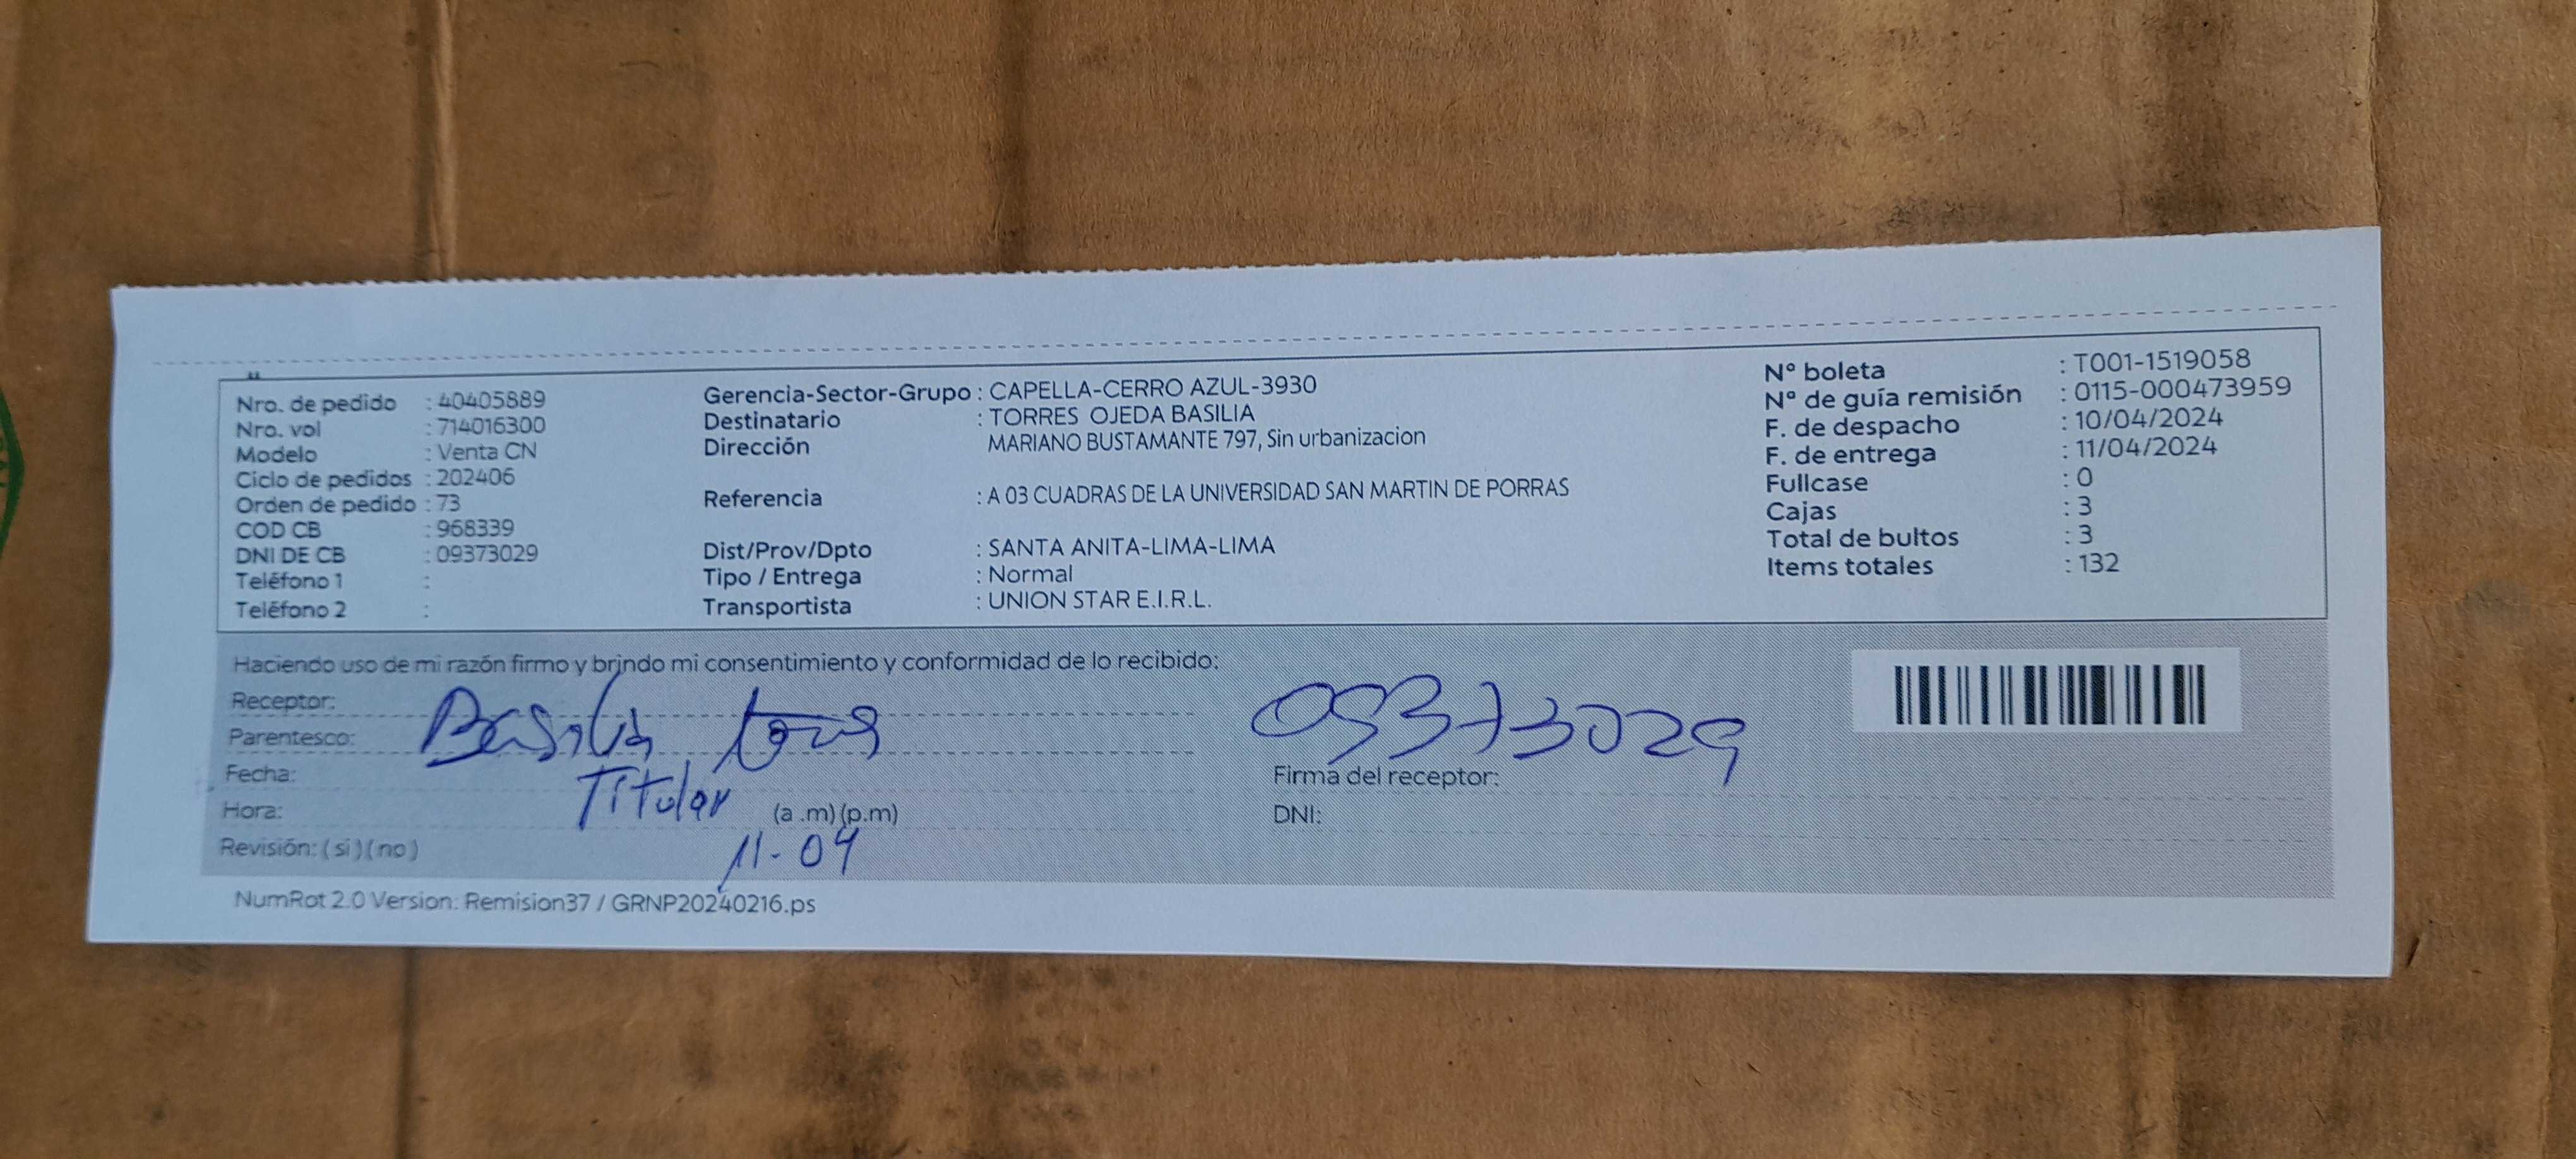 Nro. de pedido : 40405889
Nro. vol : 714016300
Modelo : Venta CN
Ciclo de pedidos : 202406
Orden de pedido : 73
COD CB : 968339
DNI DE CB : 09373029
Teléfono 1 :
Teléfono 2 :
Gerencia-Sector-Grupo : CAPELLA-CERRO AZUL-3930
Destinatario : TORRES OJEDA BASILIA
Dirección MARIANO BUSTAMANTE 797, Sin urbanizacion
Referencia : A 03 CUADRAS DE LA UNIVERSIDAD SAN MARTIN DE PORRAS
Dist/Prov/Dpto : SANTA ANITA-LIMA-LIMA
Tipo / Entrega : Normal
Transportista : UNION STAR E.I.R.L.
N° boleta : T001-1519058
N° de guía remisión : 0115-000473959
F. de despacho : 10/04/2024
F. de entrega : 11/04/2024
Fullcase : 0
Cajas : 3
Total de bultos : 3
Items totales : 132
Haciendo uso de mi razón firmo y brindo mi consentimiento y conformidad de lo recibido:
Receptor:
Basilia torres 09373029
Parentesco:
Fecha: Titular
Firma del receptor:
Hora: (a .m)(p.m)
DNI:
Revisión: ( si )( no ) 11-04
NumRot 2.0 Version: Remision37 / GRNP20240216.ps